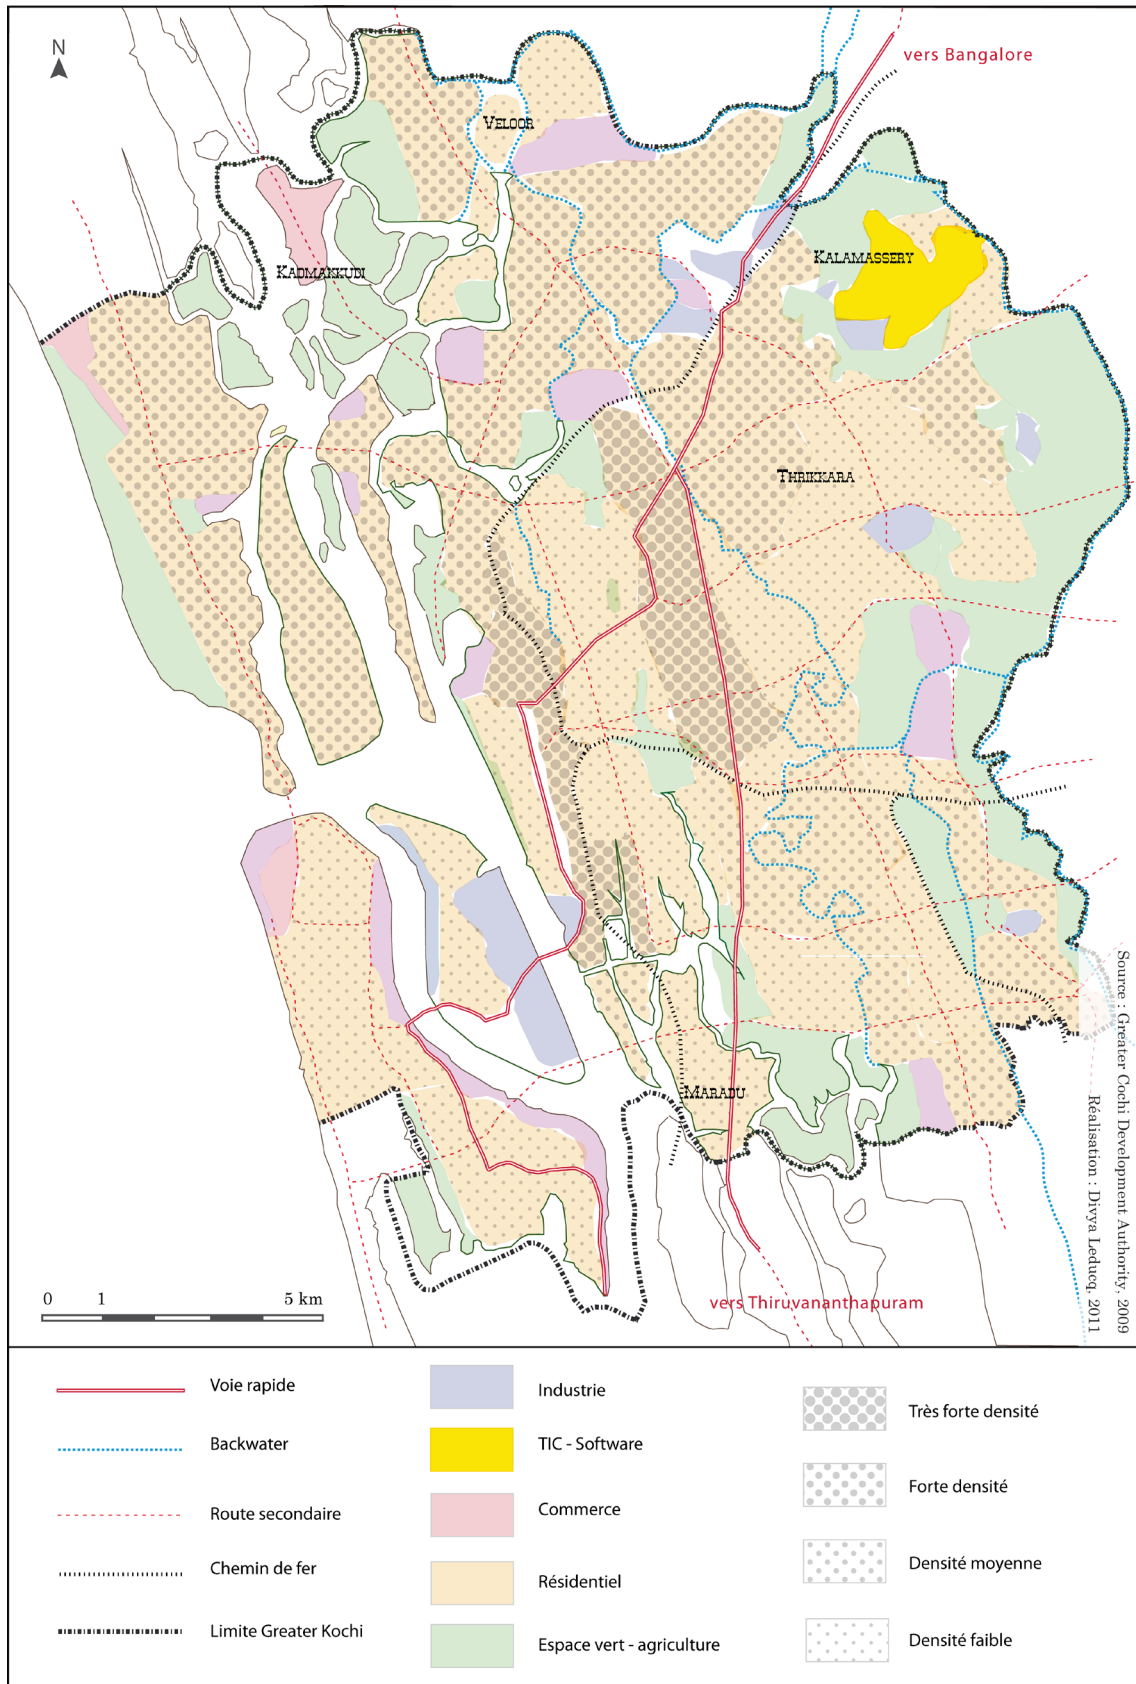 N
vers Bangalore
Veloor
Kadmakkudi
Kalamassery
Thrikkara
Maradu
vers Thiruvananthapuram
0 1 5 km
Source : Greater Cochi Development Authority, 2009
Réalisation : Divya Leducq, 2011
Voie rapide
Backwater
Route secondaire
Chemin de fer
Limite Greater Kochi
Industrie
TIC - Software
Commerce
Résidentiel
Espace vert - agriculture
Très forte densité
Forte densité
Densité moyenne
Densité faible